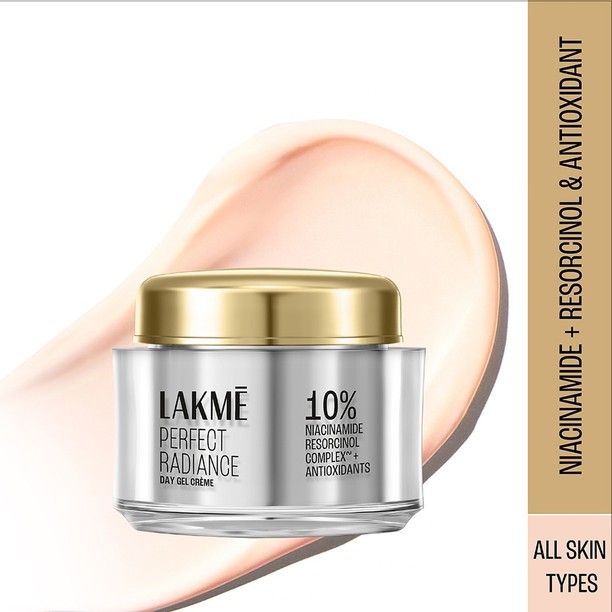 LAKMĒ
PERFECT
RADIANCE
DAY GEL CRÈME
10%
NIACINAMIDE
RESORCINOL
COMPLEX^~ +
ANTIOXIDANTS
NIACINAMIDE + RESORCINOL & ANTIOXIDANT
ALL SKIN
TYPES